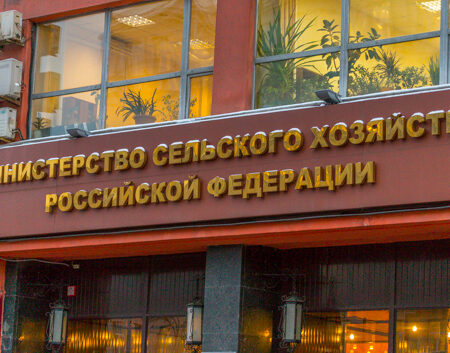 ИНИСТЕРСТВО СЕЛЬСКОГО ХОЗЯЙСТ
РОССИЙСКОЙ ФЕДЕРАЦИИ